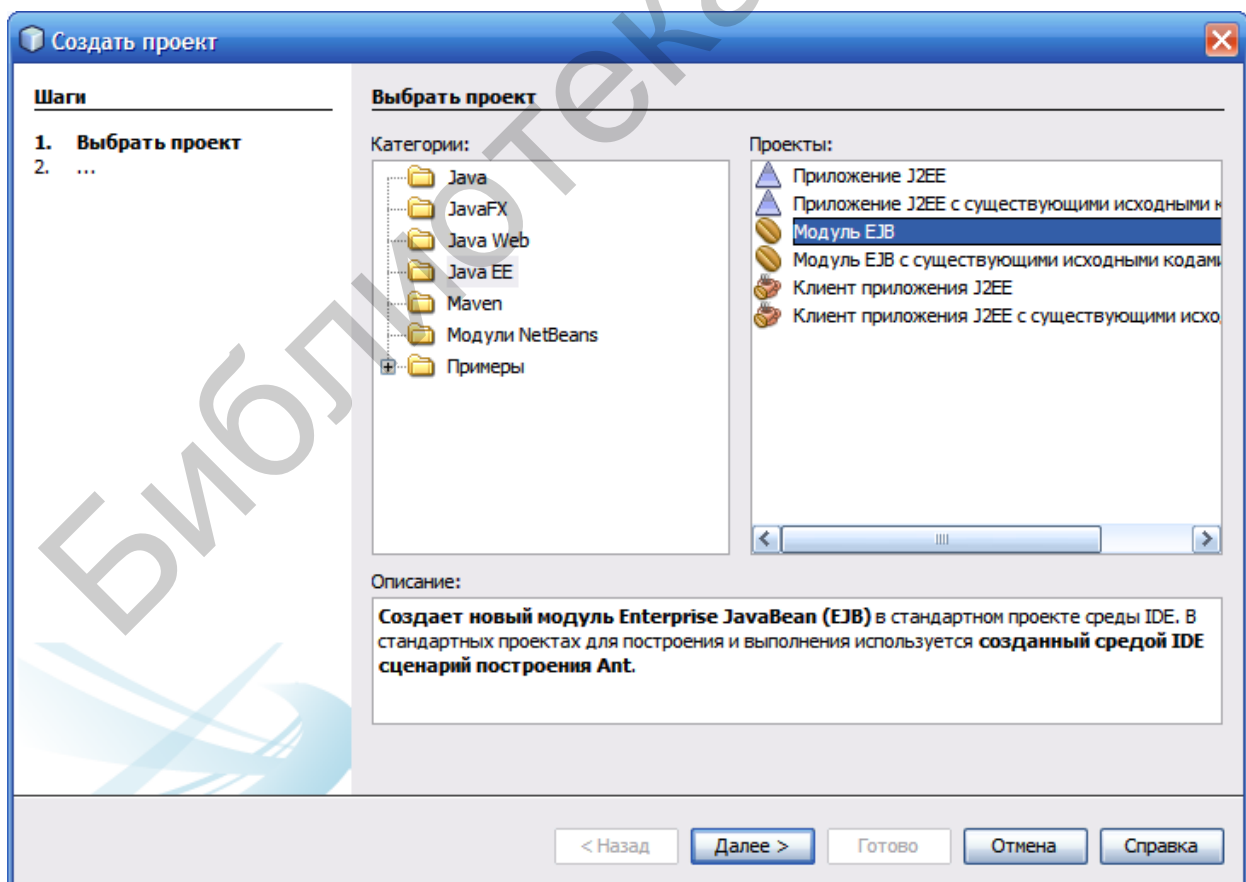 Создать проект
Шаги
1. Выбрать проект
2. ...
Выбрать проект
Категории:
Java
JavaFX
Java Web
Java EE
Maven
Модули NetBeans
Примеры
Проекты:
Приложение J2EE
Приложение J2EE с существующими исходными к
Модуль EJB
Модуль EJB с существующими исходными кодами
Клиент приложения J2EE
Клиент приложения J2EE с существующими исхо
Описание:
Создает новый модуль Enterprise JavaBean (EJB) в стандартном проекте среды IDE. В
стандартных проектах для построения и выполнения используется созданный средой IDE
сценарий построения Ant.
< Назад
Далее >
Готово
Отмена
Справка
Библиотека